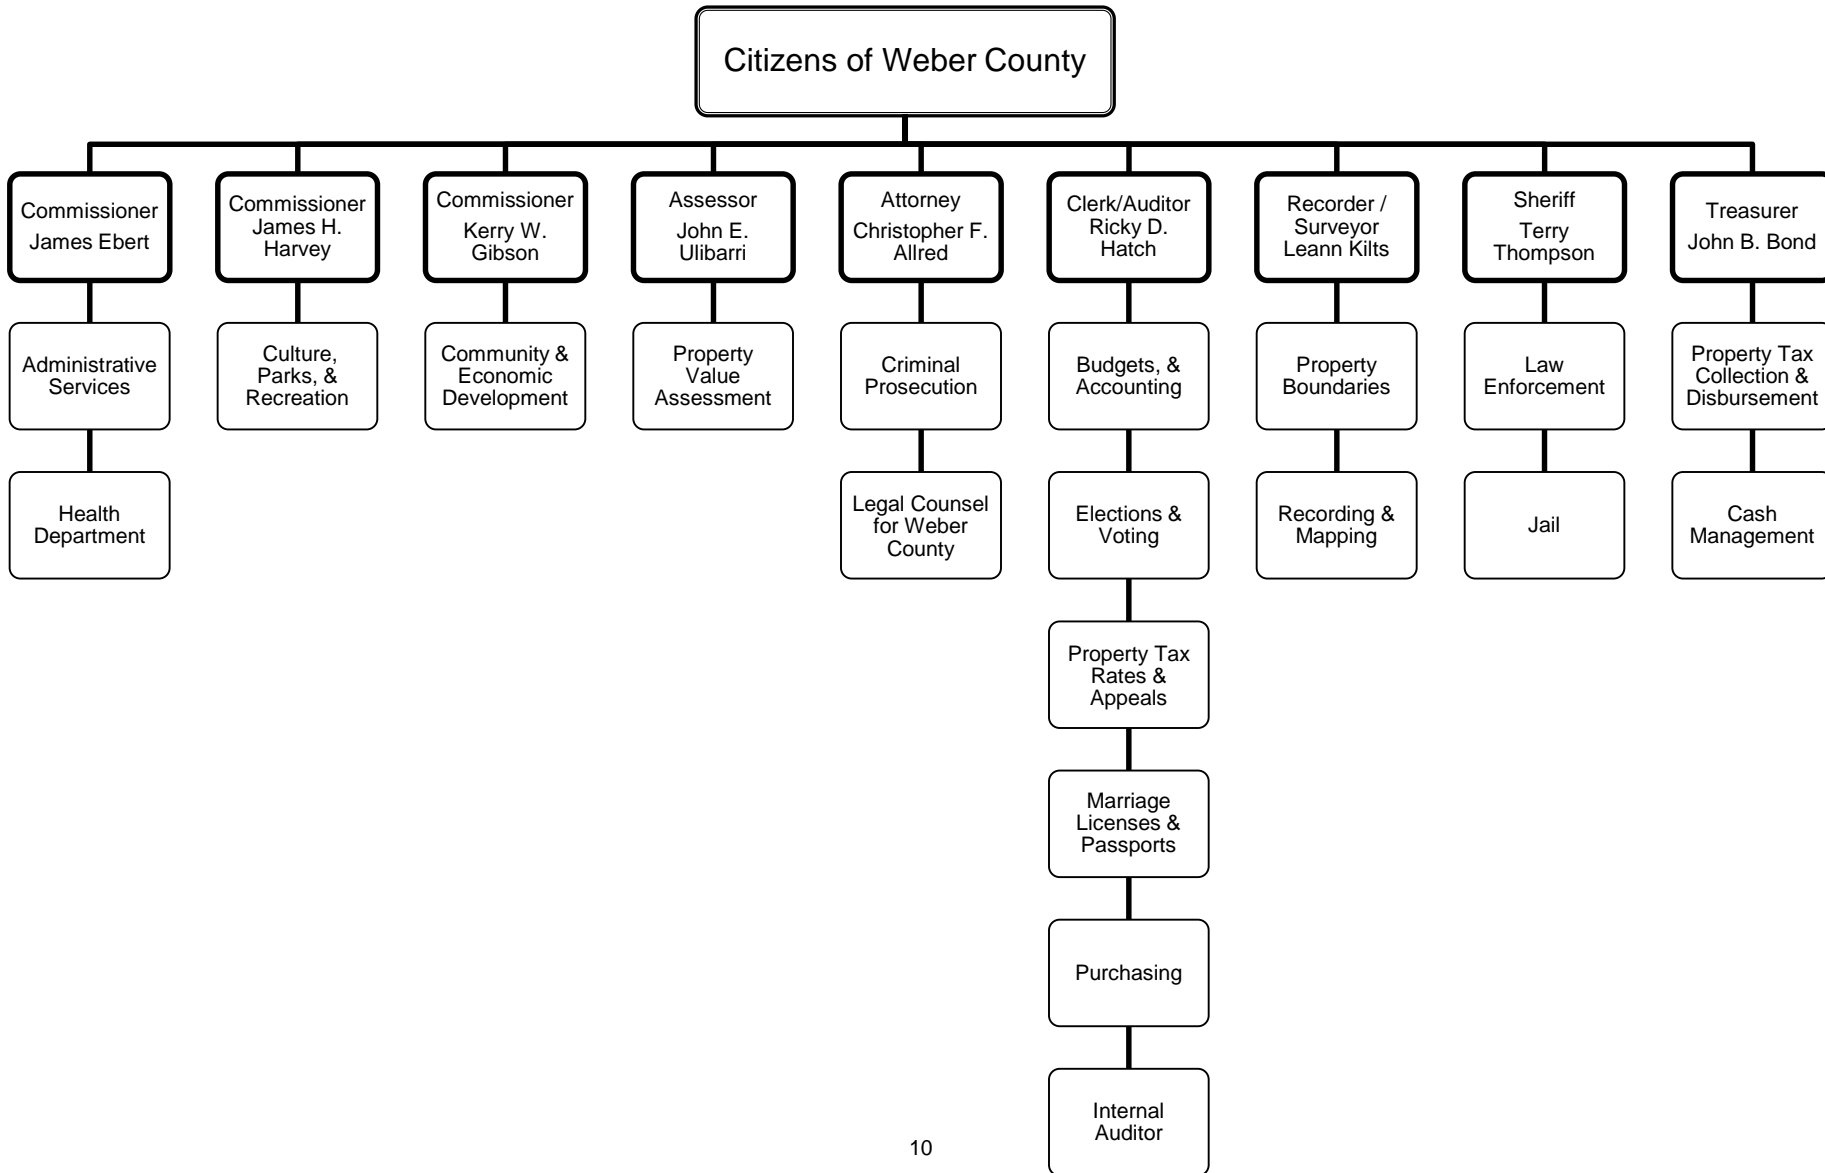 Citizens of Weber County
Commissioner
James Ebert
Commissioner
James H.
Harvey
Commissioner
Kerry W.
Gibson
Assessor
John E.
Ulibarri
Attorney
Christopher F.
Allred
Clerk/Auditor
Ricky D.
Hatch
Recorder /
Surveyor
Leann Kilts
Sheriff
Terry
Thompson
Treasurer
John B. Bond
Administrative
Services
Culture,
Parks, &
Recreation
Community &
Economic
Development
Property
Value
Assessment
Criminal
Prosecution
Budgets, &
Accounting
Property
Boundaries
Law
Enforcement
Property Tax
Collection &
Disbursement
Health
Department
Legal Counsel
for Weber
County
Elections &
Voting
Recording &
Mapping
Jail
Cash
Management
Property Tax
Rates &
Appeals
Marriage
Licenses &
Passports
Purchasing
Internal
Auditor
10